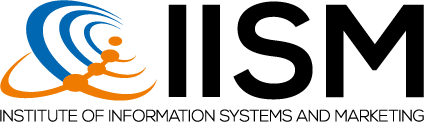 IISM
INSTITUTE OF INFORMATION SYSTEMS AND MARKETING